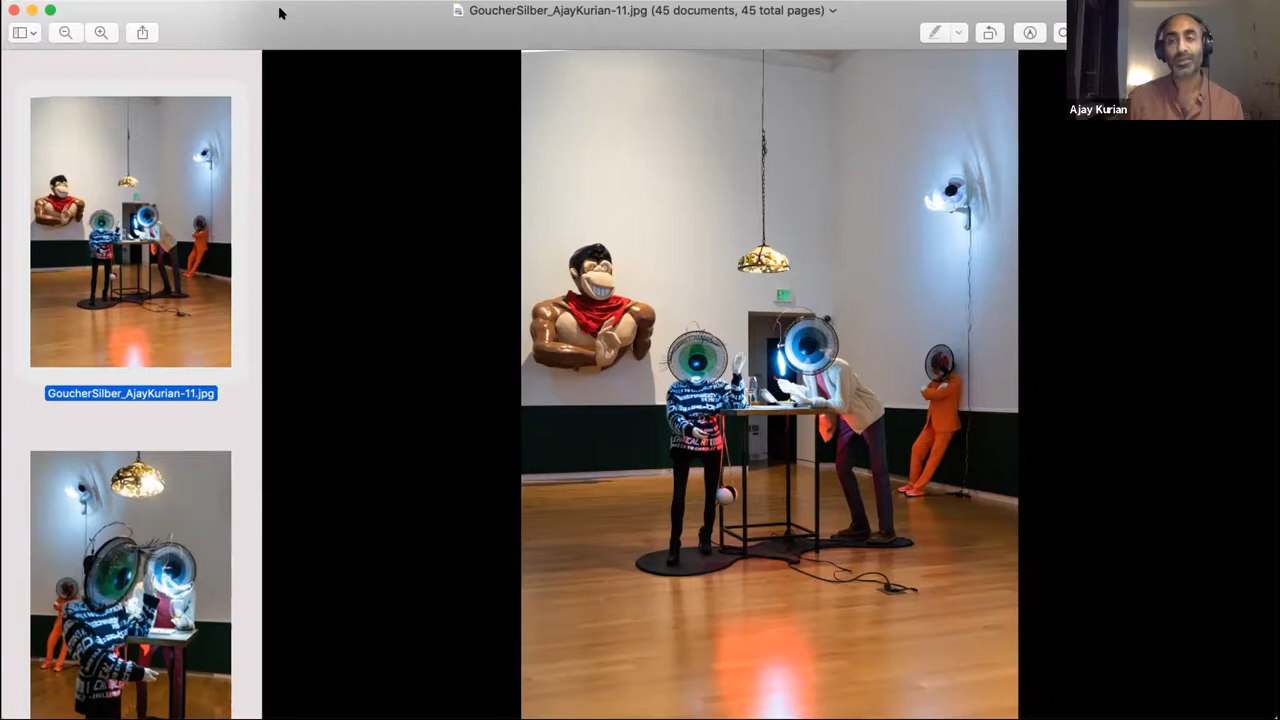 GoucherSilber_AjayKurian-11.jpg (45 documents, 45 total pages)
Ajay Kurian
GoucherSilber_AjayKurian-11.jpg